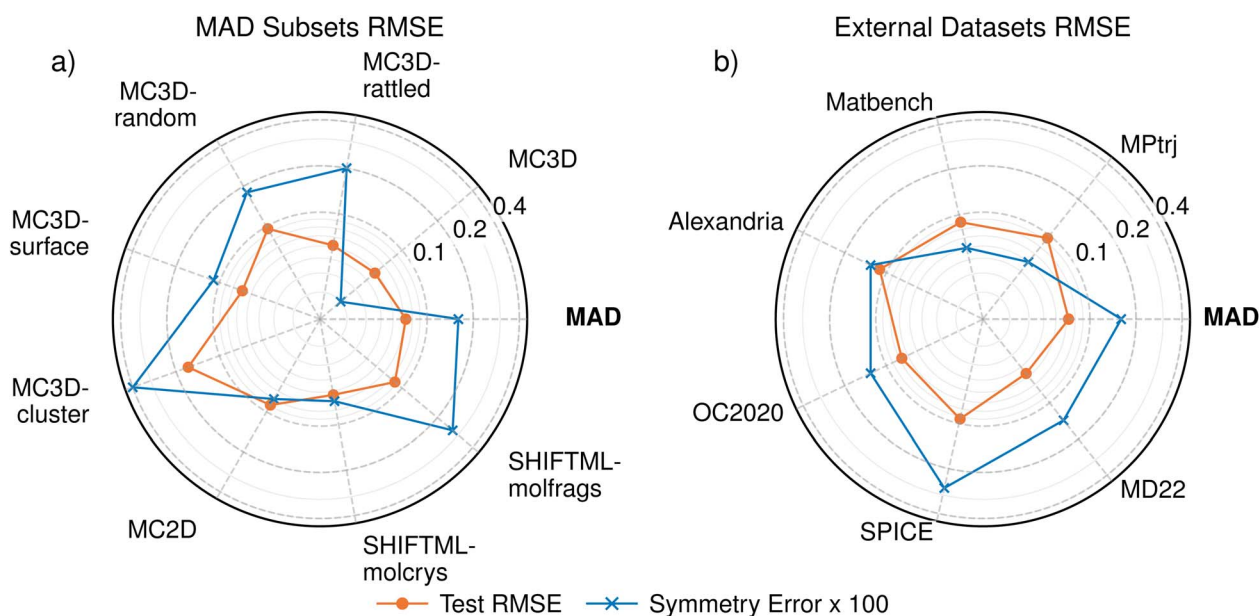 MAD Subsets RMSE
External Datasets RMSE
a)
b)
MC3D-
rattled
MC3D-
random
MC3D
MC3D-
surface
MAD
MC3D-
cluster
SHIFTML-
molfrags
MC2D
SHIFTML-
molcrys
0.1
0.2
0.4
Matbench
MPtrj
Alexandria
MAD
OC2020
MD22
SPICE
0.1
0.2
0.4
Test RMSE
Symmetry Error x 100